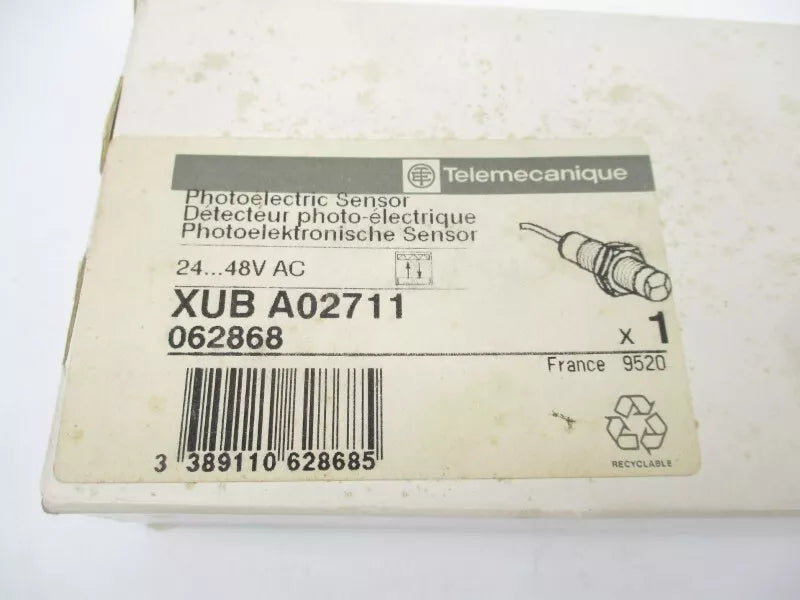 Telemecanique
Photoélectric Sensor
Détecteur photo-électrique
Photoelektronische Sensor
24...48V AC
XUB A02711
062868
x 1
France 9520
3 389110 628685
RECYCLABLE